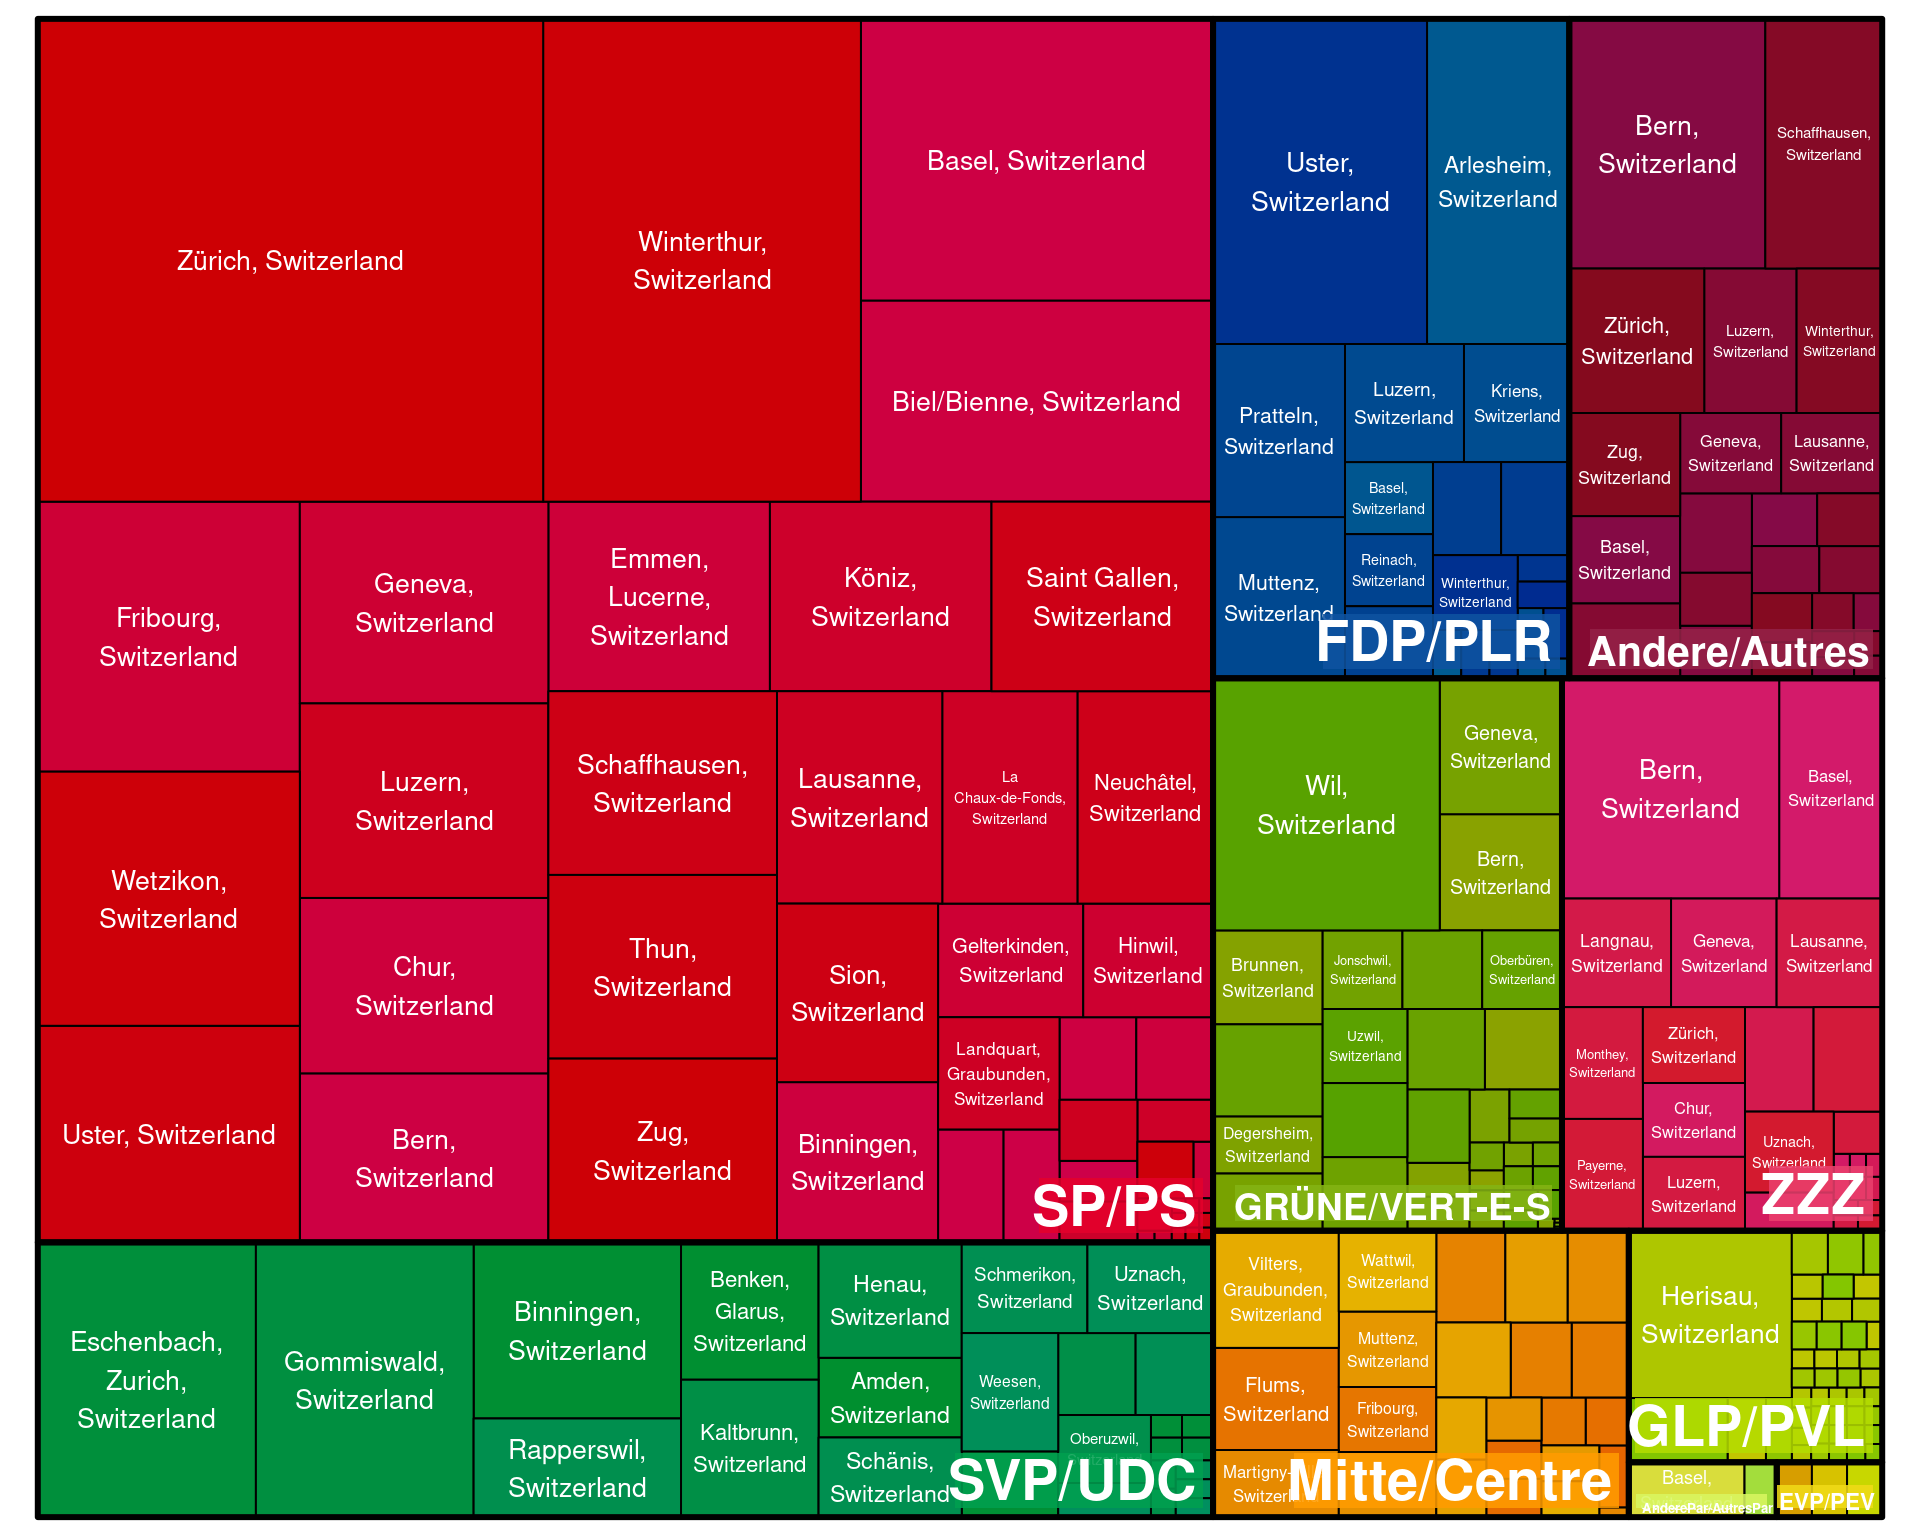 Zürich, Switzerland
Winterthur,
Switzerland
Basel, Switzerland
Biel/Bienne, Switzerland
Fribourg,
Switzerland
Wetzikon,
Switzerland
Uster, Switzerland
Geneva,
Switzerland
Luzern,
Switzerland
Chur,
Switzerland
Bern,
Switzerland
Emmen,
Lucerne,
Switzerland
Köniz,
Switzerland
Saint Gallen,
Switzerland
Schaffhausen,
Switzerland
Thun,
Switzerland
Zug,
Switzerland
Lausanne,
Switzerland
La
Chaux-de-Fonds,
Switzerland
Neuchâtel,
Switzerland
Sion,
Switzerland
Binningen,
Switzerland
Gelterkinden,
Switzerland
Hinwil,
Switzerland
Landquart,
Graubunden,
Switzerland
SP/PS
Eschenbach,
Zurich,
Switzerland
Gommiswald,
Switzerland
Binningen,
Switzerland
Rapperswil,
Switzerland
Benken,
Glarus,
Switzerland
Kaltbrunn,
Switzerland
Henau,
Switzerland
Amden,
Switzerland
Schänis,
Switzerland
Schmerikon,
Switzerland
Uznach,
Switzerland
Weesen,
Switzerland
Oberuzwil,
SVP/UDC
Uster,
Switzerland
Arlesheim,
Switzerland
Pratteln,
Switzerland
Muttenz,
Switzerland
Luzern,
Switzerland
Kriens,
Switzerland
Basel,
Switzerland
Reinach,
Switzerland
Winterthur,
Switzerland
FDP/PLR
Bern,
Switzerland
Schaffhausen,
Switzerland
Zürich,
Switzerland
Luzern,
Switzerland
Winterthur,
Switzerland
Zug,
Switzerland
Basel,
Switzerland
Geneva,
Switzerland
Lausanne,
Switzerland
Andere/Autres
Wil,
Switzerland
Geneva,
Switzerland
Bern,
Switzerland
Brunnen,
Switzerland
Jonschwil,
Switzerland
Oberbüren,
Switzerland
Uzwil,
Switzerland
Degersheim,
Switzerland
GRÜNE/VERT-E-S
Bern,
Switzerland
Basel,
Switzerland
Langnau,
Switzerland
Geneva,
Switzerland
Lausanne,
Switzerland
Monthey,
Switzerland
Payerne,
Switzerland
Zürich,
Switzerland
Chur,
Switzerland
Luzern,
Switzerland
Uznach,
Switzerland
ZZZ
Vilters,
Graubunden,
Switzerland
Flums,
Switzerland
Wattwil,
Switzerland
Muttenz,
Switzerland
Fribourg,
Switzerland
Mitte/Centre
Herisau,
Switzerland
GLP/PVL
Basel,
AnderePar/AutresPar
EVP/PEV